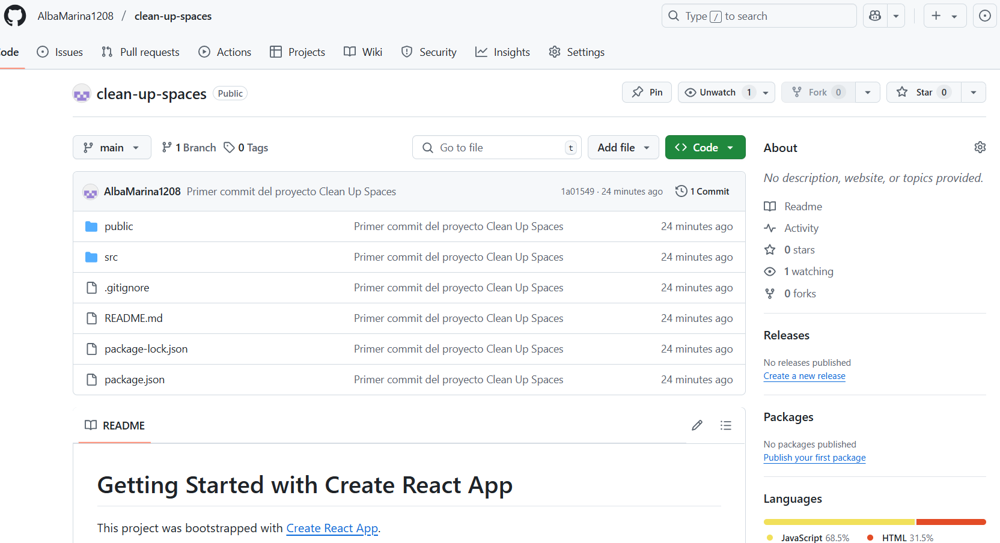 AlbaMarina1208 / clean-up-spaces
Type / to search
ode Issues Pull requests Actions Projects Wiki Security Insights Settings
clean-up-spaces Public
Pin Unwatch 1 Fork 0 Star 0
main 1 Branch 0 Tags
Go to file t Add file Code
AlbaMarina1208 Primer commit del proyecto Clean Up Spaces 1a01549 · 24 minutes ago 1 Commit
public Primer commit del proyecto Clean Up Spaces 24 minutes ago
src Primer commit del proyecto Clean Up Spaces 24 minutes ago
.gitignore Primer commit del proyecto Clean Up Spaces 24 minutes ago
README.md Primer commit del proyecto Clean Up Spaces 24 minutes ago
package-lock.json Primer commit del proyecto Clean Up Spaces 24 minutes ago
package.json Primer commit del proyecto Clean Up Spaces 24 minutes ago
README
Getting Started with Create React App
This project was bootstrapped with Create React App.
About
No description, website, or topics provided.
Readme
Activity
0 stars
1 watching
0 forks
Releases
No releases published
Create a new release
Packages
No packages published
Publish your first package
Languages
JavaScript 68.5% HTML 31.5%